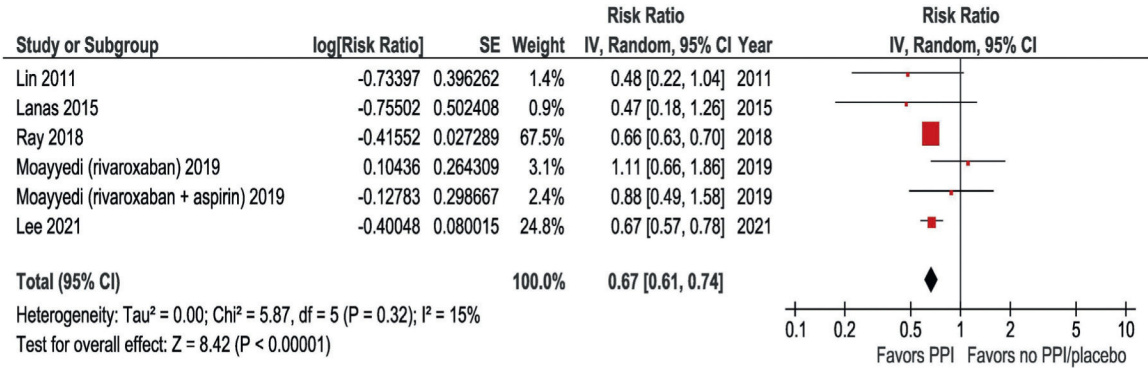 Risk Ratio Risk Ratio
Study or Subgroup log[Risk Ratio] SE Weight IV, Random, 95% CI Year IV, Random, 95% CI
Lin 2011 -0.73397 0.396262 1.4% 0.48 [0.22, 1.04] 2011
Lanas 2015 -0.75502 0.502408 0.9% 0.47 [0.18, 1.26] 2015
Ray 2018 -0.41552 0.027289 67.5% 0.66 [0.63, 0.70] 2018
Moayyedi (rivaroxaban) 2019 0.10436 0.264309 3.1% 1.11 [0.66, 1.86] 2019
Moayyedi (rivaroxaban + aspirin) 2019 -0.12783 0.298667 2.4% 0.88 [0.49, 1.58] 2019
Lee 2021 -0.40048 0.080015 24.8% 0.67 [0.57, 0.78] 2021
Total (95% CI) 100.0% 0.67 [0.61, 0.74]
Heterogeneity: Tau² = 0.00; Chi² = 5.87, df = 5 (P = 0.32); I² = 15%
Test for overall effect: Z = 8.42 (P < 0.00001)
0.1 0.2 0.5 1 2 5 10
Favors PPI Favors no PPI/placebo